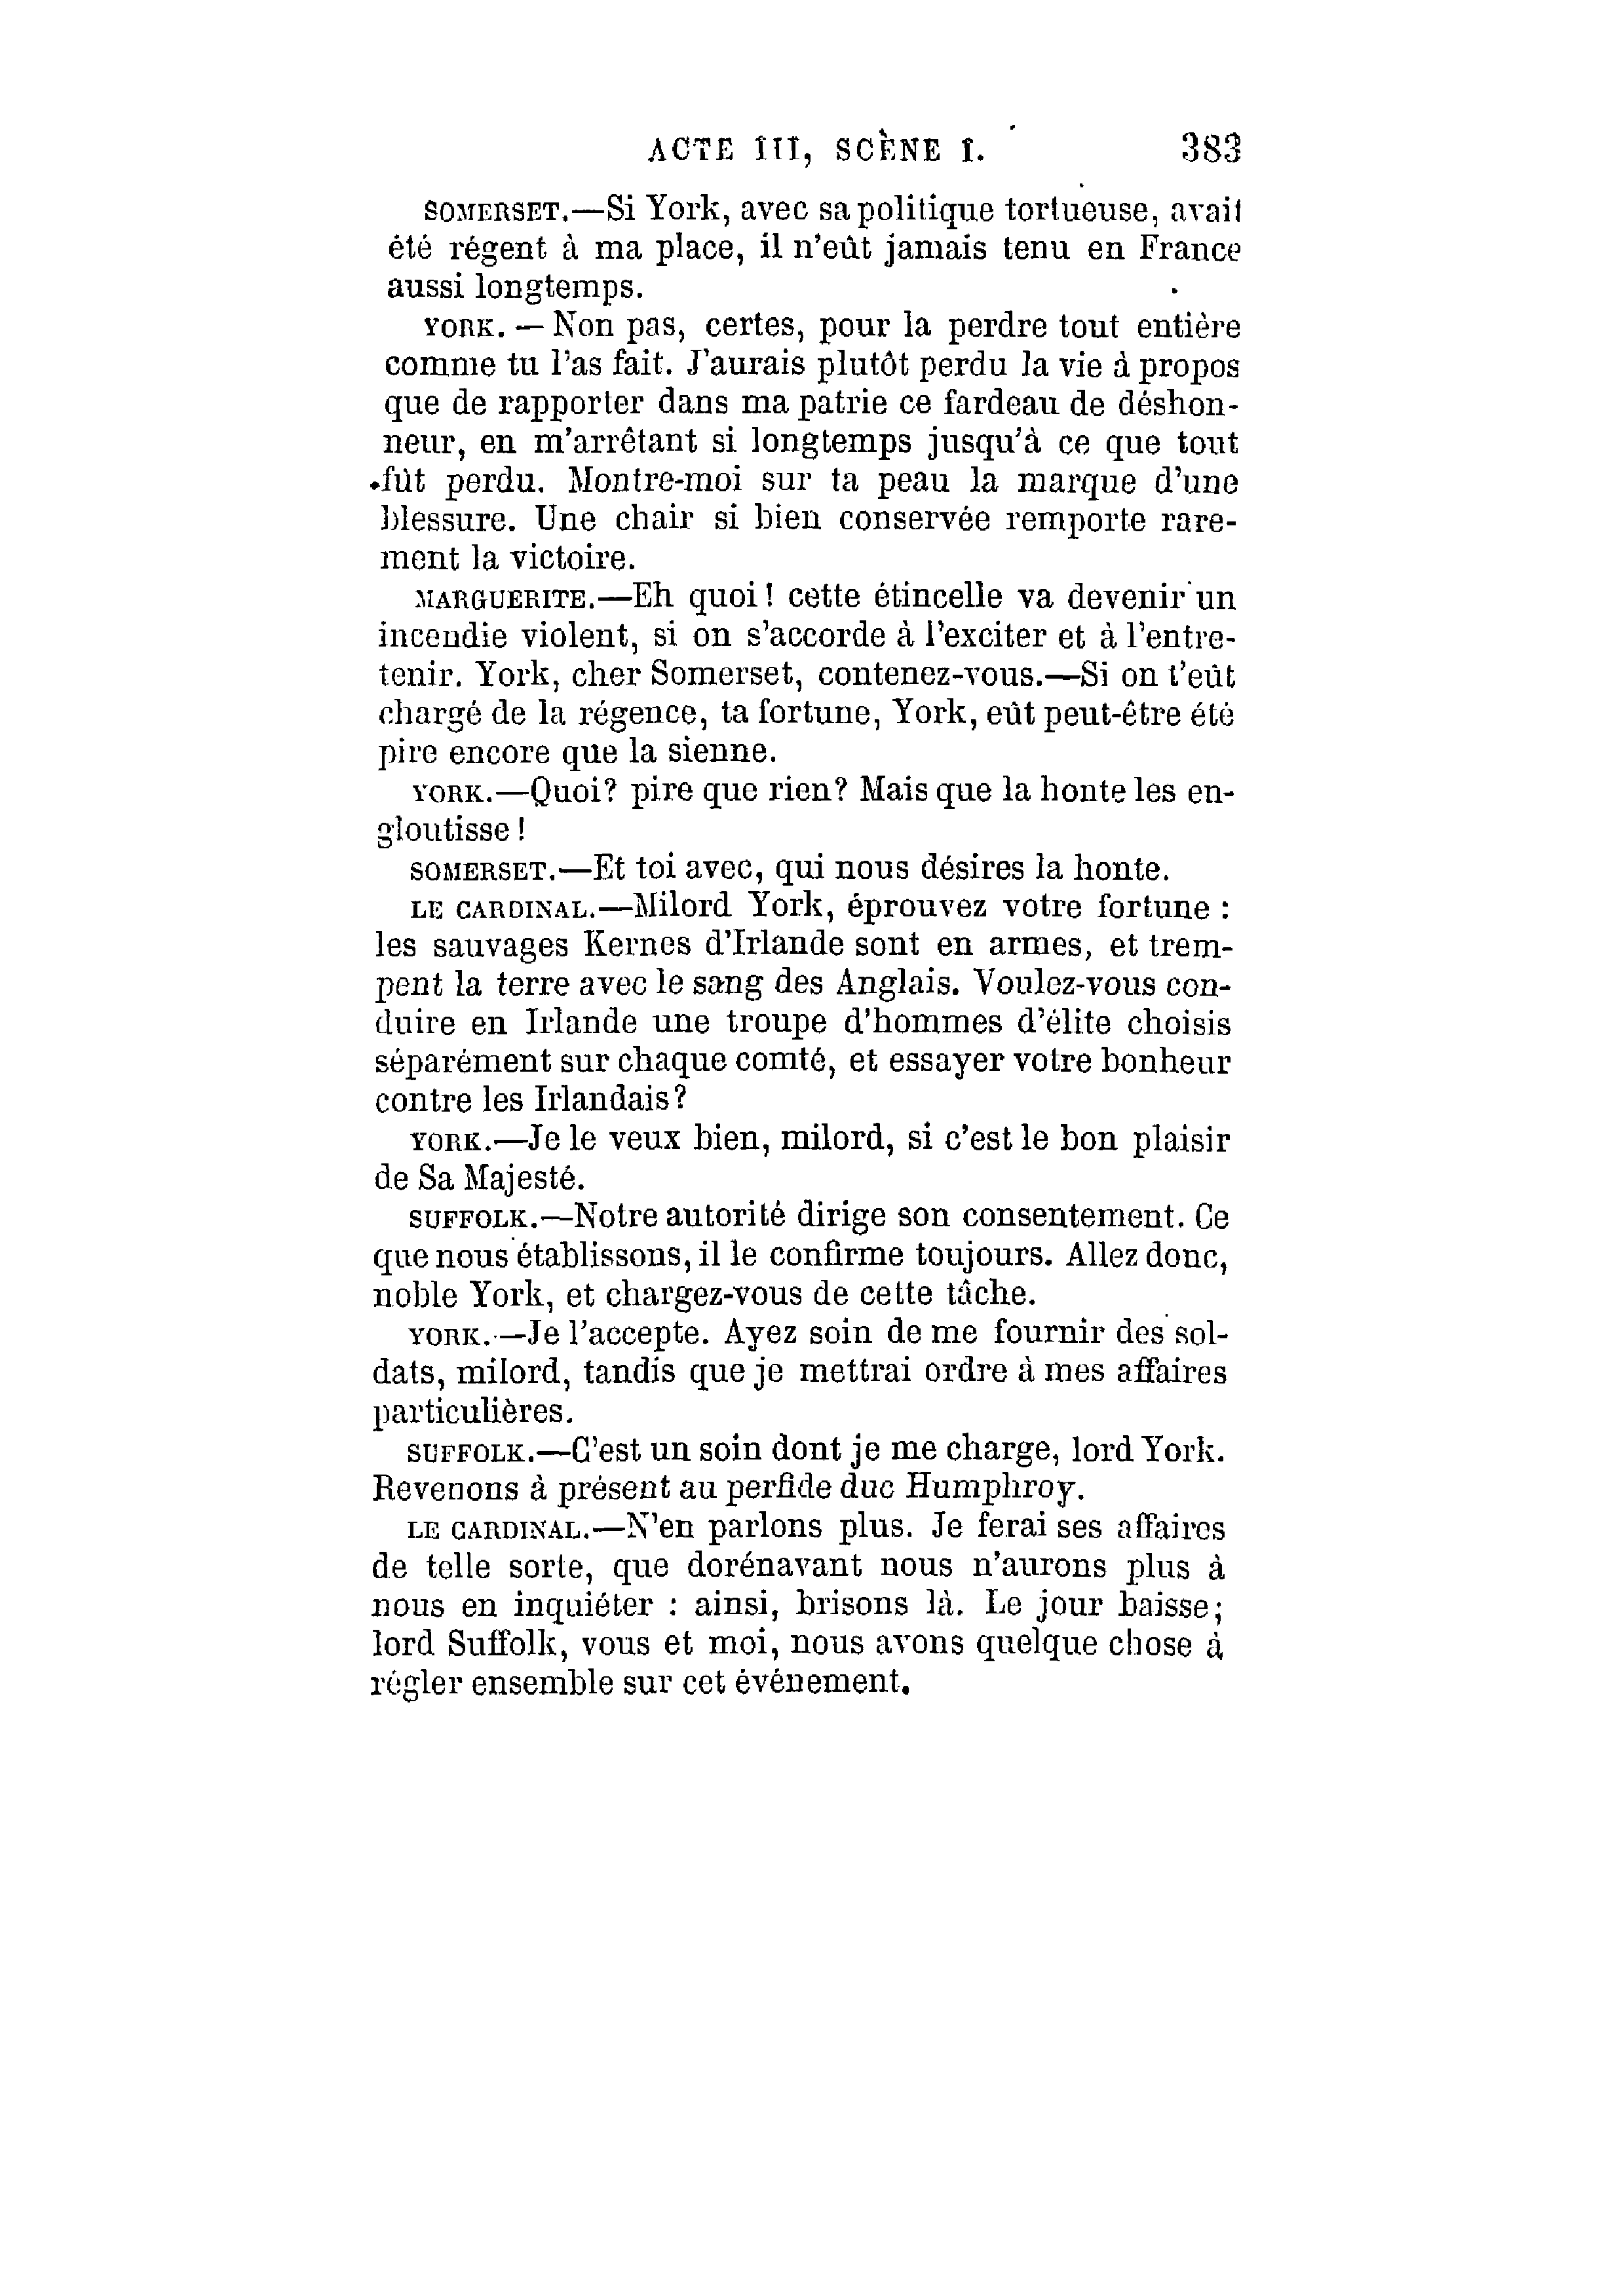 ACTE III, SCÈNE I. 383
SOMERSET.—Si York, avec sa politique tortueuse, avait
été régent à ma place, il n'eût jamais tenu en France
aussi longtemps.
YORK. — Non pas, certes, pour la perdre tout entière
comme tu l'as fait. J'aurais plutôt perdu la vie à propos
que de rapporter dans ma patrie ce fardeau de déshon-
neur, en m'arrêtant si longtemps jusqu'à ce que tout
fût perdu. Montre-moi sur ta peau la marque d'une
blessure. Une chair si bien conservée remporte rare-
ment la victoire.
MARGUERITE.—Eh quoi! cette étincelle va devenir un
incendie violent, si on s'accorde à l'exciter et à l'entre-
tenir. York, cher Somerset, contenez-vous.—Si on t'eût
chargé de la régence, ta fortune, York, eût peut-être été
pire encore que la sienne.
YORK.—Quoi? pire que rien? Mais que la honte les en-
gloutisse!
SOMERSET.—Et toi avec, qui nous désires la honte.
LE CARDINAL.—Milord York, éprouvez votre fortune :
les sauvages Kernes d'Irlande sont en armes, et trem-
pent la terre avec le sang des Anglais. Voulez-vous con-
duire en Irlande une troupe d'hommes d'élite choisis
séparément sur chaque comté, et essayer votre bonheur
contre les Irlandais?
YORK.—Je le veux bien, milord, si c'est le bon plaisir
de Sa Majesté.
SUFFOLK.—Notre autorité dirige son consentement. Ce
que nous établissons, il le confirme toujours. Allez donc,
noble York, et chargez-vous de cette tâche.
YORK.—Je l'accepte. Ayez soin de me fournir des sol-
dats, milord, tandis que je mettrai ordre à mes affaires
particulières.
SUFFOLK.—C'est un soin dont je me charge, lord York.
Revenons à présent au perfide duc Humphroy.
LE CARDINAL.—N'en parlons plus. Je ferai ses affaires
de telle sorte, que dorénavant nous n'aurons plus à
nous en inquiéter : ainsi, brisons là. Le jour baisse;
lord Suffolk, vous et moi, nous avons quelque chose à
régler ensemble sur cet événement.